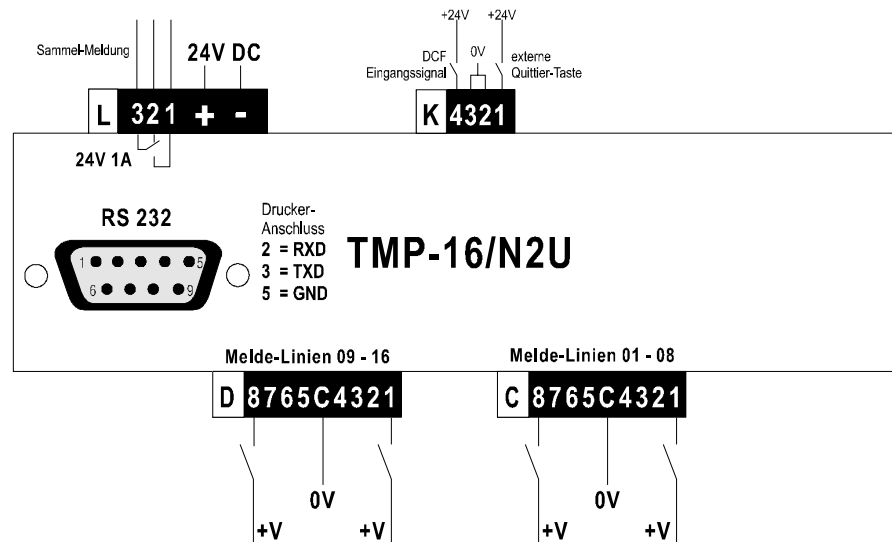 +24V +24V
Sammel-Meldung 24V DC DCF 0V externe
Eingangssignal Quittier-Taste
L 321 + - K 4321
24V 1A
RS 232
Drucker-
Anschluss
2 = RXD
3 = TXD
5 = GND
TMP-16/N2U
1 5
6 9
Melde-Linien 09 - 16 Melde-Linien 01 - 08
D 8765C4321 C 8765C4321
0V 0V
+V +V +V +V